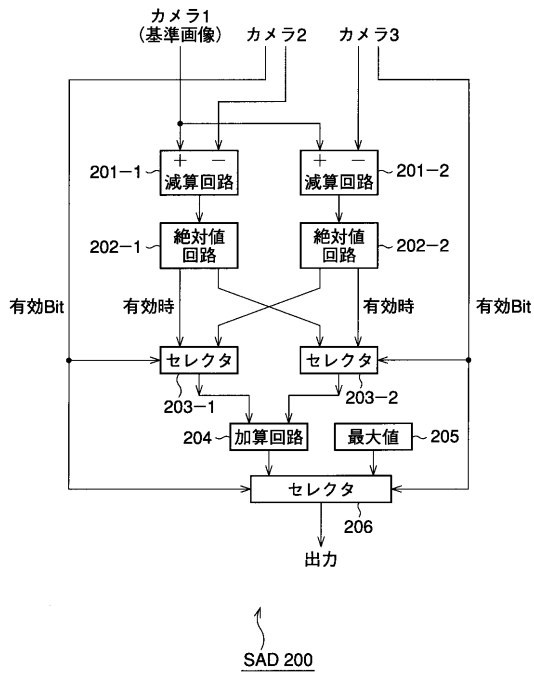 カメラ1
(基準画像)
カメラ2
カメラ3
+ −
減算回路
201−1
+ −
減算回路
201−2
絶対値
回路
202−1
絶対値
回路
202−2
有効Bit
有効時
有効時
有効Bit
セレクタ
203−1
セレクタ
203−2
204
加算回路
最大値
205
セレクタ
206
出力
SAD 200